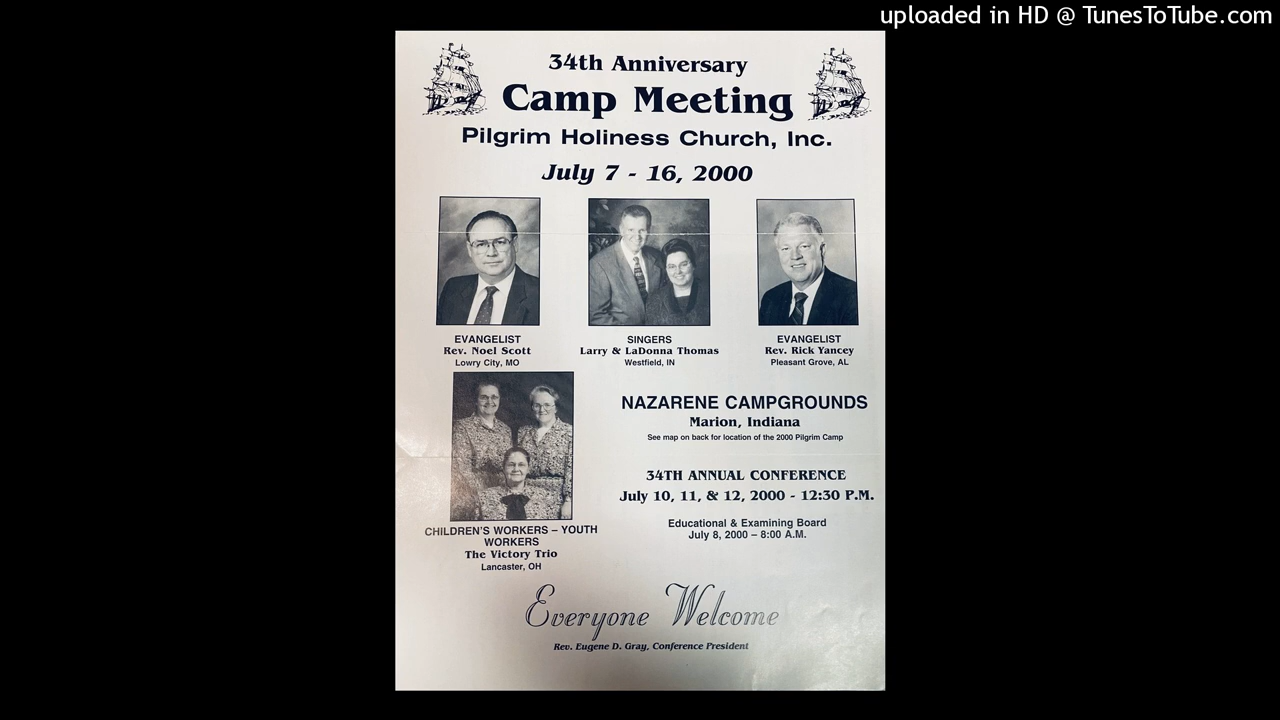 uploaded in HD @ TunesToTube.com
34th Anniversary
Camp Meeting
Pilgrim Holiness Church, Inc.
July 7 - 16, 2000
EVANGELIST
Rev. Noel Scott
Lowry City, MO
SINGERS
Larry & LaDonna Thomas
Westfield, IN
EVANGELIST
Rev. Rick Yancey
Pleasant Grove, AL
NAZARENE CAMPGROUNDS
Marion, Indiana
See map on back for location of the 2000 Pilgrim Camp
34TH ANNUAL CONFERENCE
July 10, 11, & 12, 2000 - 12:30 P.M.
Educational & Examining Board
July 8, 2000 – 8:00 A.M.
CHILDREN'S WORKERS – YOUTH
WORKERS
The Victory Trio
Lancaster, OH
Everyone Welcome
Rev. Eugene D. Gray, Conference President